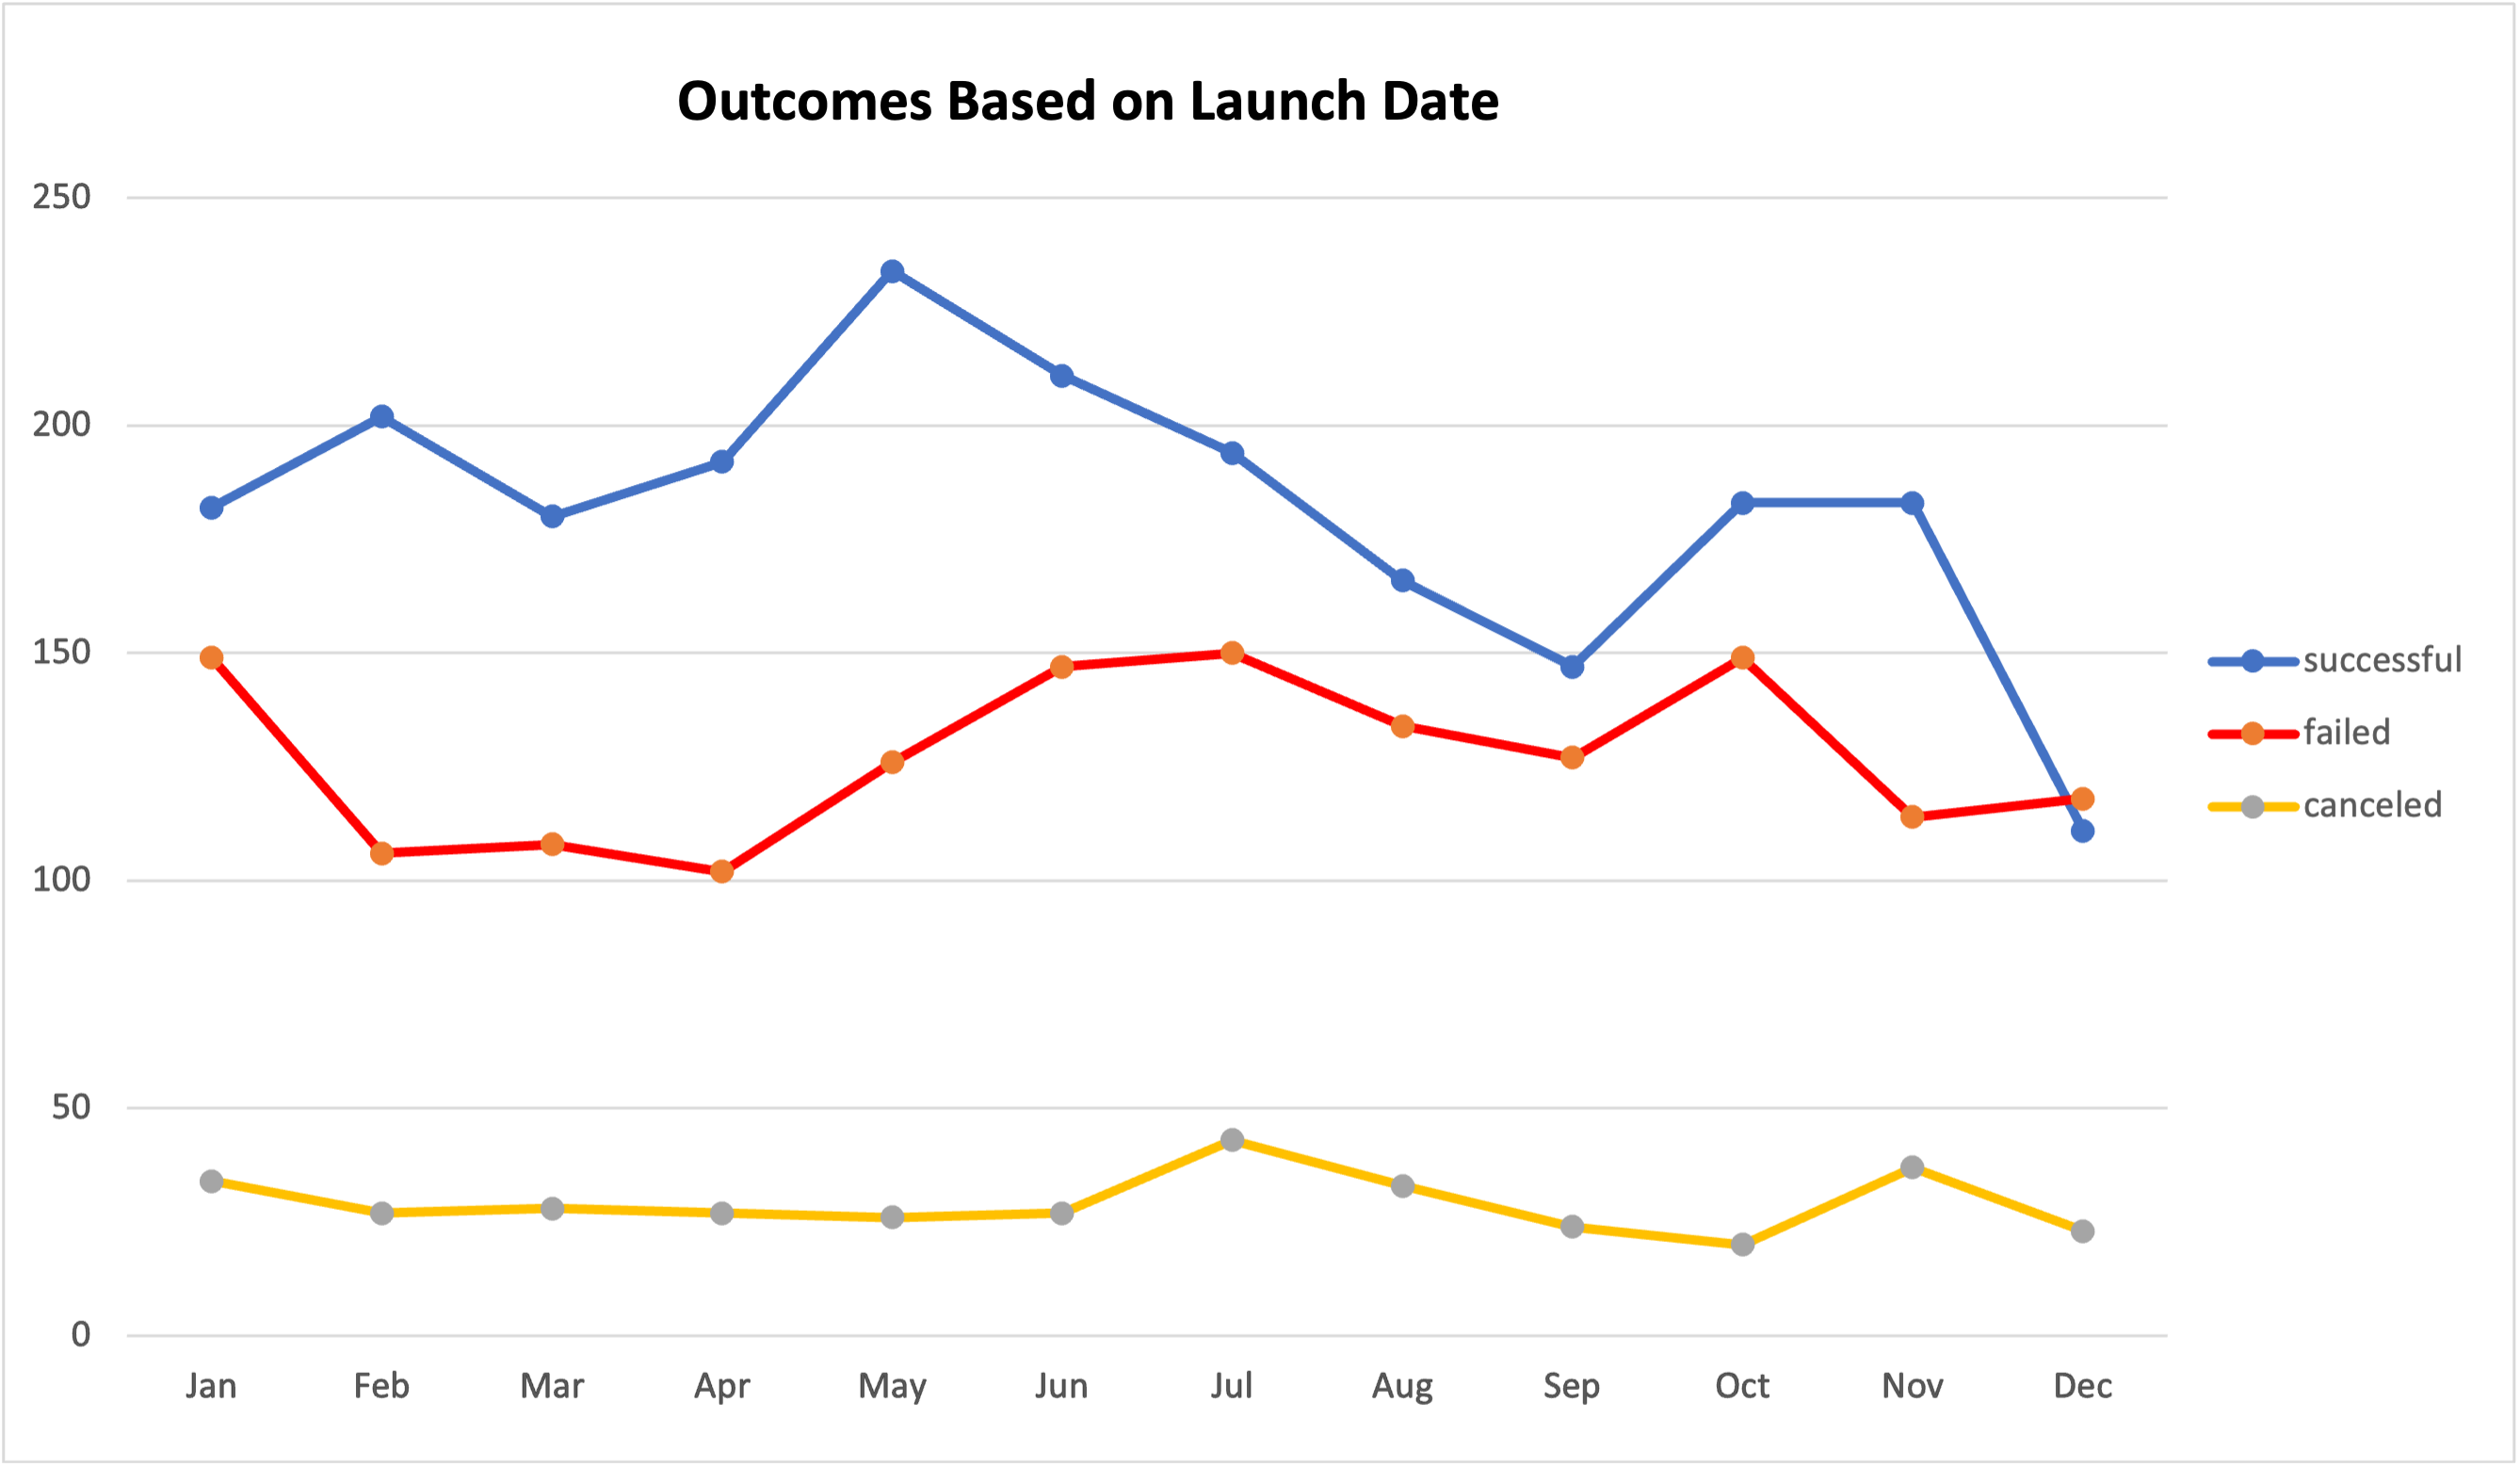 Outcomes Based on Launch Date
250
200
150
100
50
0
Jan Feb Mar Apr May Jun Jul Aug Sep Oct Nov Dec
successful
failed
canceled